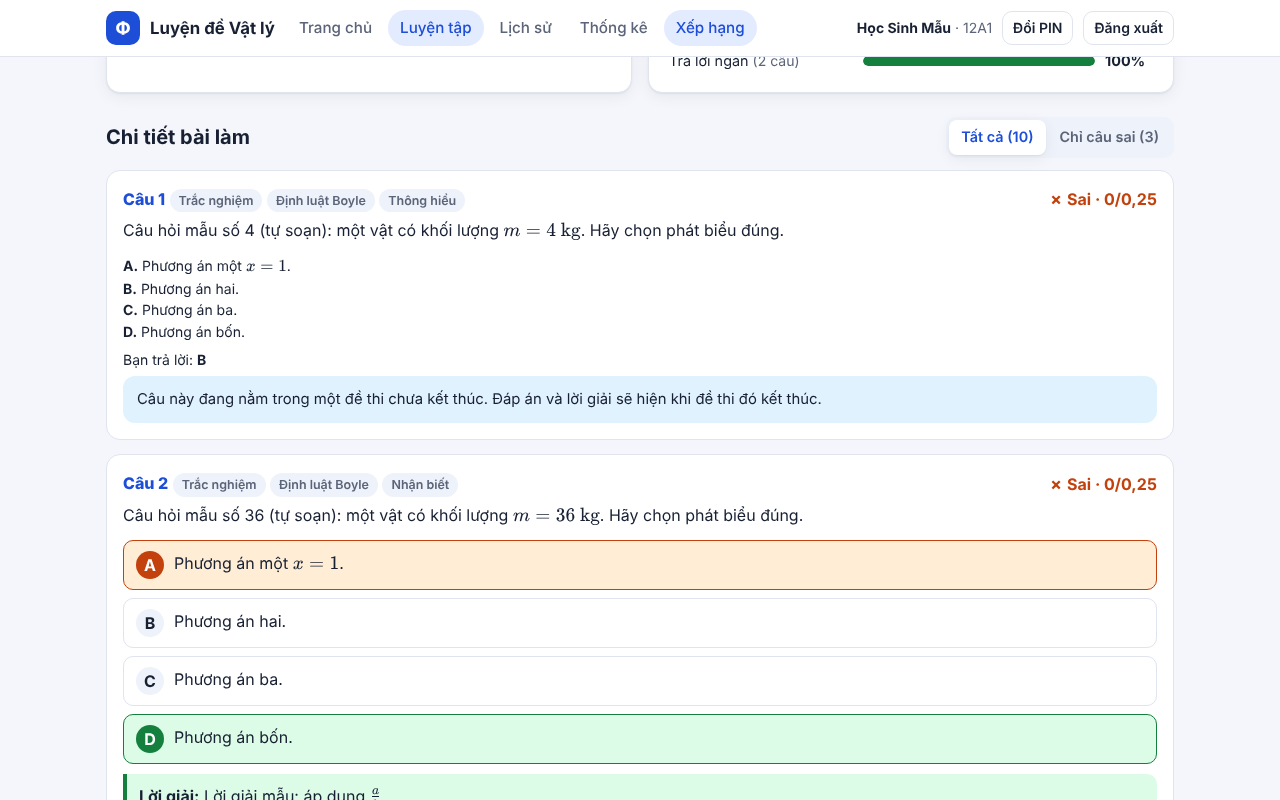 Φ Luyện đề Vật lý Trang chủ Luyện tập Lịch sử Thống kê Xếp hạng Học Sinh Mẫu · 12A1 Đổi PIN Đăng xuất
Trả lời ngắn (2 câu) 100%
Chi tiết bài làm Tất cả (10) Chỉ câu sai (3)
Câu 1 Trắc nghiệm Định luật Boyle Thông hiểu × Sai · 0/0,25
Câu hỏi mẫu số 4 (tự soạn): một vật có khối lượng m = 4 kg. Hãy chọn phát biểu đúng.
A. Phương án một x = 1.
B. Phương án hai.
C. Phương án ba.
D. Phương án bốn.
Bạn trả lời: B
Câu này đang nằm trong một đề thi chưa kết thúc. Đáp án và lời giải sẽ hiện khi đề thi đó kết thúc.
Câu 2 Trắc nghiệm Định luật Boyle Nhận biết × Sai · 0/0,25
Câu hỏi mẫu số 36 (tự soạn): một vật có khối lượng m = 36 kg. Hãy chọn phát biểu đúng.
A Phương án một x = 1.
B Phương án hai.
C Phương án ba.
D Phương án bốn.
Lời giải: Lời giải mẫu: áp dụng a